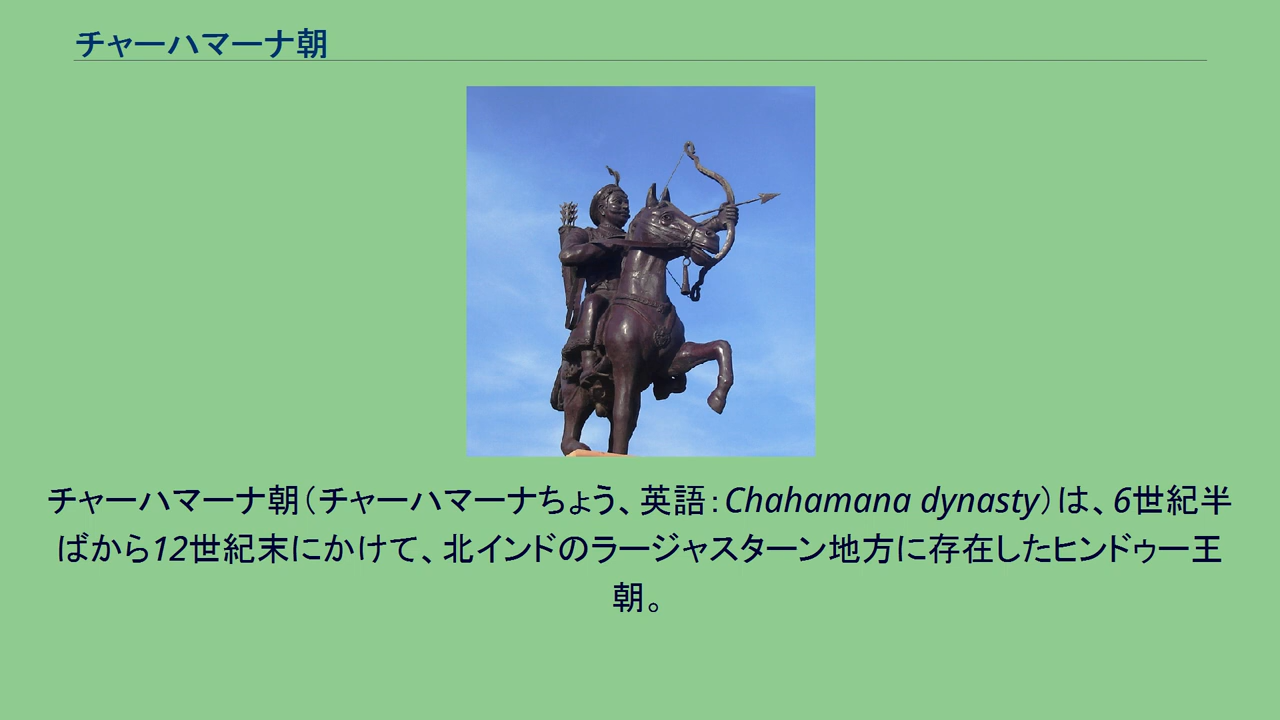 チャーハマーナ朝
チャーハマーナ朝（チャーハマーナちょう、英語：Chahamana dynasty）は、6世紀半
ばから12世紀末にかけて、北インドのラージャスターン地方に存在したヒンドゥー王
朝。